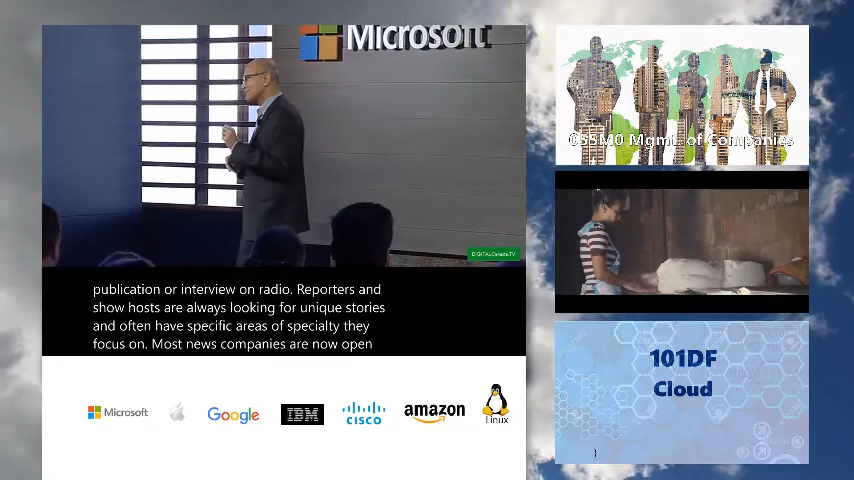 Microsoft
DIGITALCanada.TV
publication or interview on radio. Reporters and
show hosts are always looking for unique stories
and often have specific areas of specialty they
focus on. Most news companies are now open
Microsoft
Google
IBM
CISCO
amazon
Linux
055M0 Mgmt. of Companies
101DF
Cloud
}